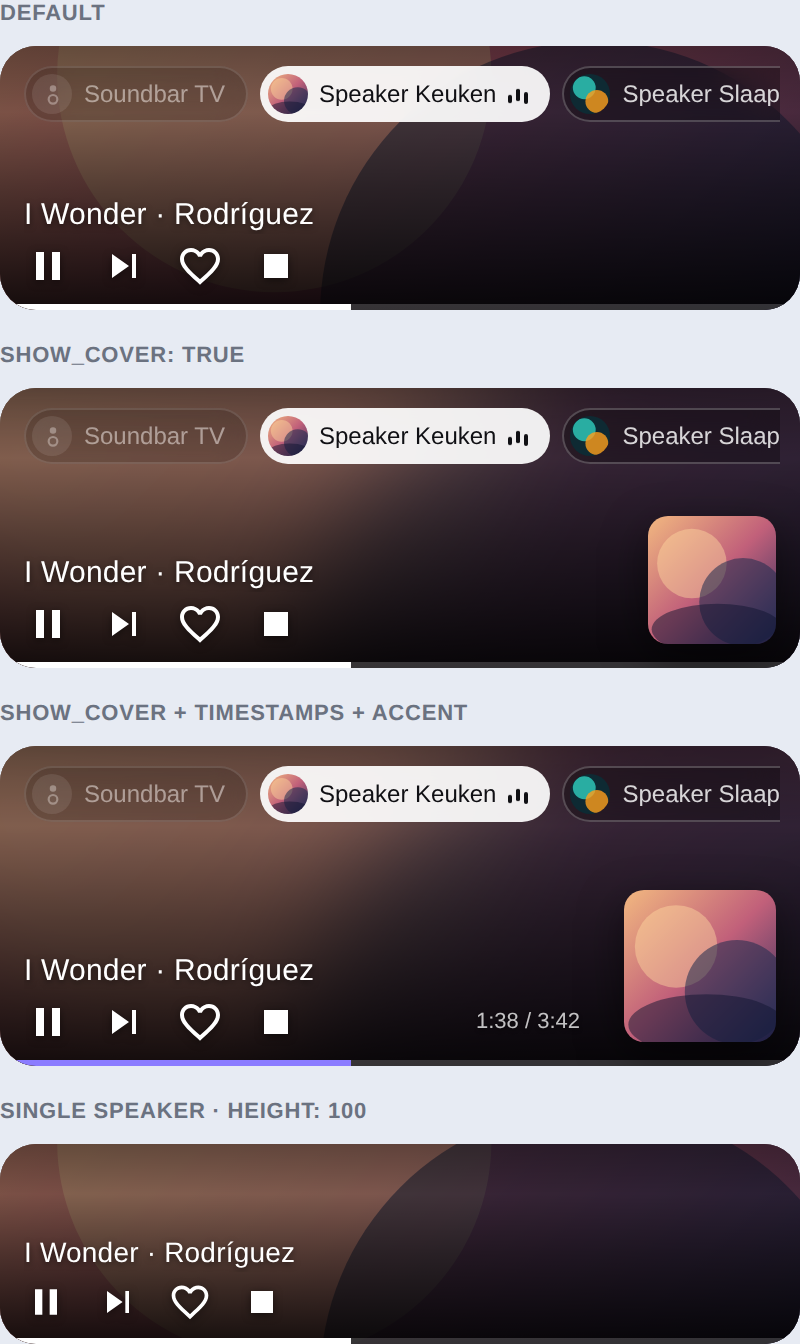 DEFAULT
Soundbar TV Speaker Keuken Speaker Slaap
I Wonder · Rodríguez
SHOW_COVER: TRUE
Soundbar TV Speaker Keuken Speaker Slaap
I Wonder · Rodríguez
SHOW_COVER + TIMESTAMPS + ACCENT
Soundbar TV Speaker Keuken Speaker Slaap
I Wonder · Rodríguez
1:38 / 3:42
SINGLE SPEAKER · HEIGHT: 100
I Wonder · Rodríguez